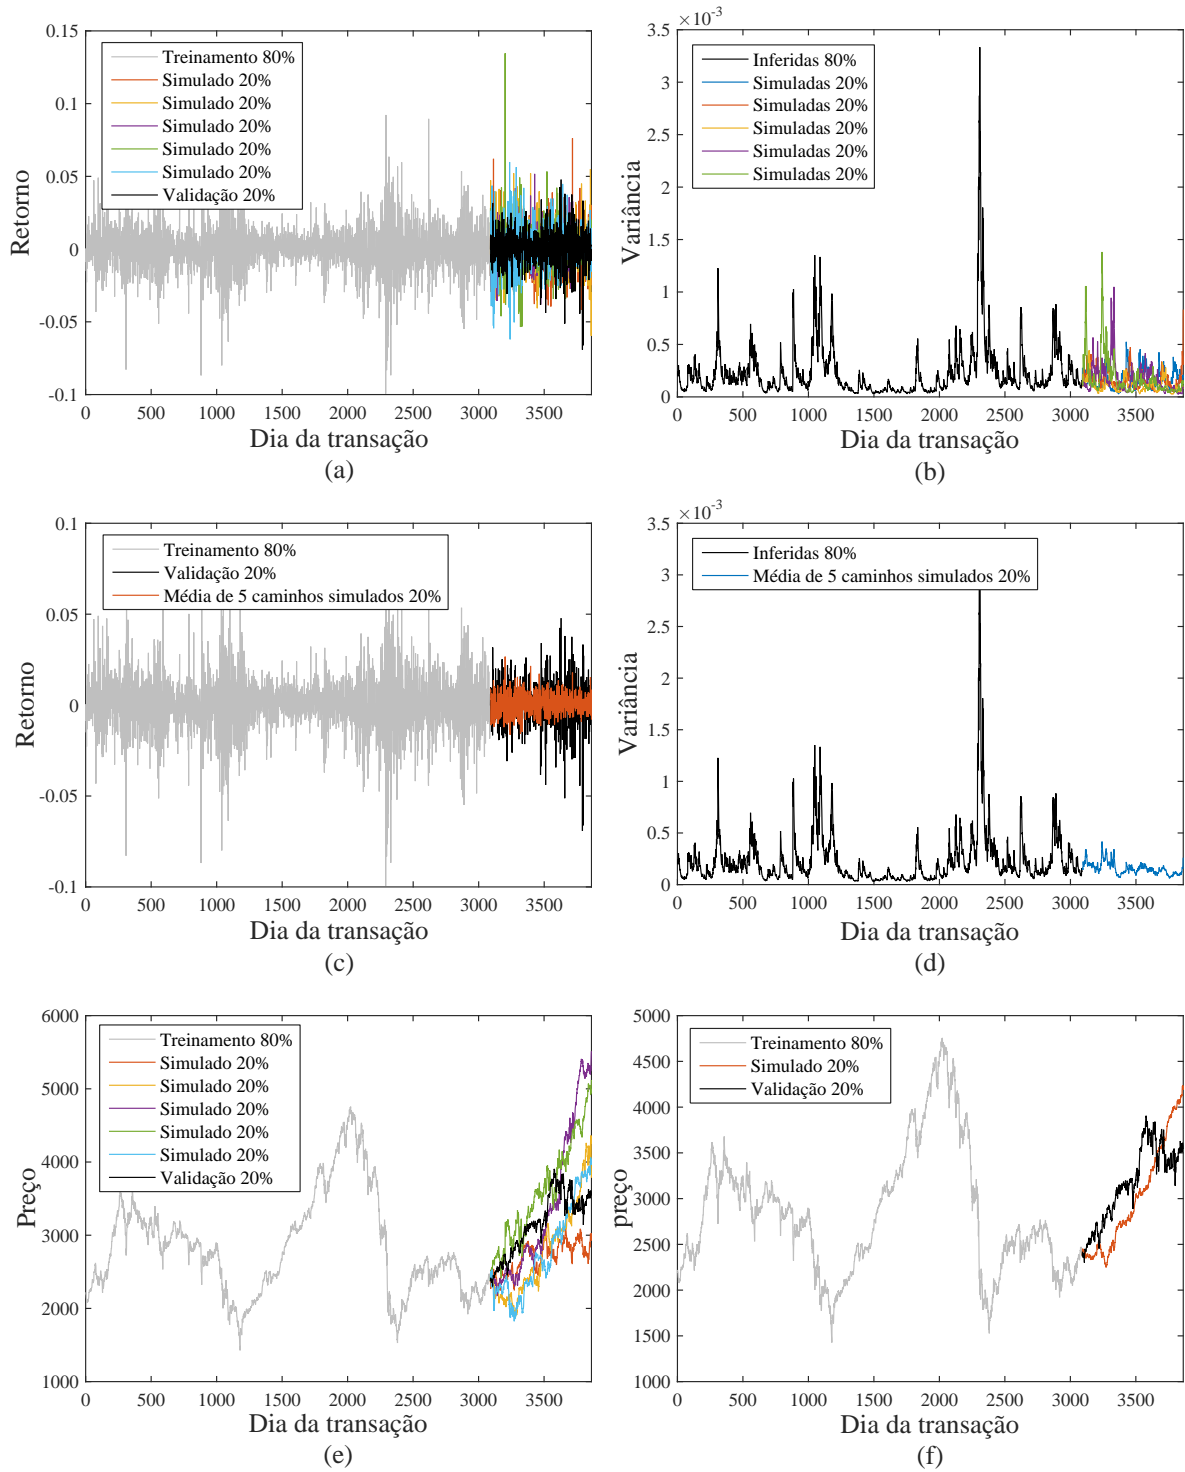 0.15
0.1
0.05
0
-0.05
-0.1
Retorno
Treinamento 80%
Simulado 20%
Simulado 20%
Simulado 20%
Simulado 20%
Simulado 20%
Validação 20%
0 500 1000 1500 2000 2500 3000 3500
Dia da transação
(a)
×10-3
3.5
3
2.5
2
1.5
1
0.5
0
Variância
Inferidas 80%
Simuladas 20%
Simuladas 20%
Simuladas 20%
Simuladas 20%
Simuladas 20%
0 500 1000 1500 2000 2500 3000 3500
Dia da transação
(b)
0.1
0.05
0
-0.05
-0.1
Retorno
Treinamento 80%
Validação 20%
Média de 5 caminhos simulados 20%
0 500 1000 1500 2000 2500 3000 3500
Dia da transação
(c)
×10-3
3.5
3
2.5
2
1.5
1
0.5
0
Variância
Inferidas 80%
Média de 5 caminhos simulados 20%
0 500 1000 1500 2000 2500 3000 3500
Dia da transação
(d)
6000
5000
4000
3000
2000
1000
Preço
Treinamento 80%
Simulado 20%
Simulado 20%
Simulado 20%
Simulado 20%
Simulado 20%
Validação 20%
0 500 1000 1500 2000 2500 3000 3500
Dia da transação
(e)
5000
4500
4000
3500
3000
2500
2000
1500
1000
preço
Treinamento 80%
Simulado 20%
Validação 20%
0 500 1000 1500 2000 2500 3000 3500
Dia da transação
(f)